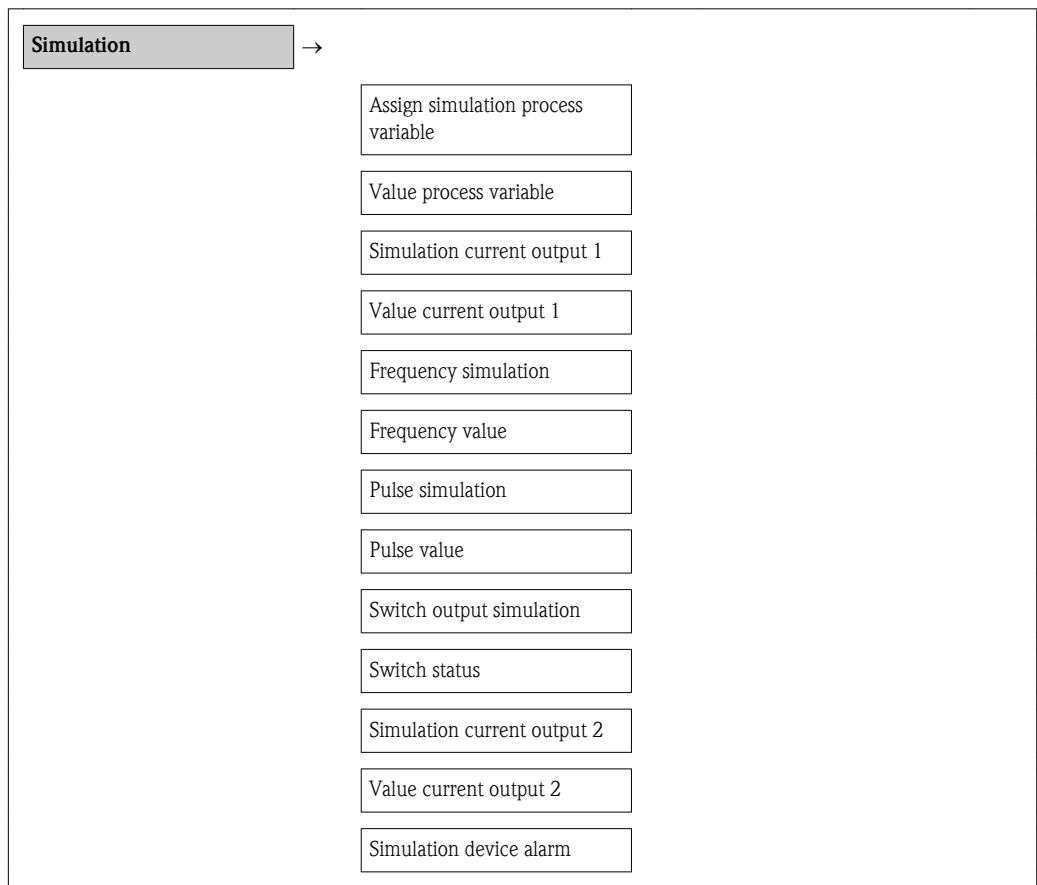 Simulation →
Assign simulation process
variable
Value process variable
Simulation current output 1
Value current output 1
Frequency simulation
Frequency value
Pulse simulation
Pulse value
Switch output simulation
Switch status
Simulation current output 2
Value current output 2
Simulation device alarm